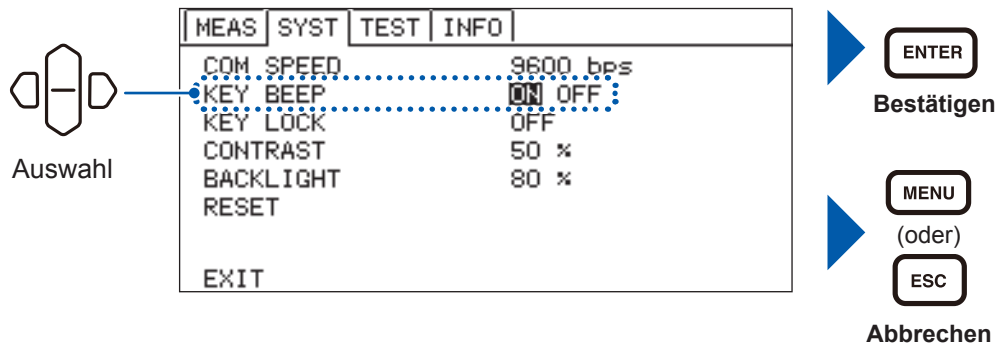 MEAS SYST TEST INFO
COM SPEED 9600 bps
KEY BEEP ON OFF
KEY LOCK OFF
CONTRAST 50 %
BACKLIGHT 80 %
RESET
EXIT
Auswahl
ENTER
Bestätigen
MENU
(oder)
ESC
Abbrechen